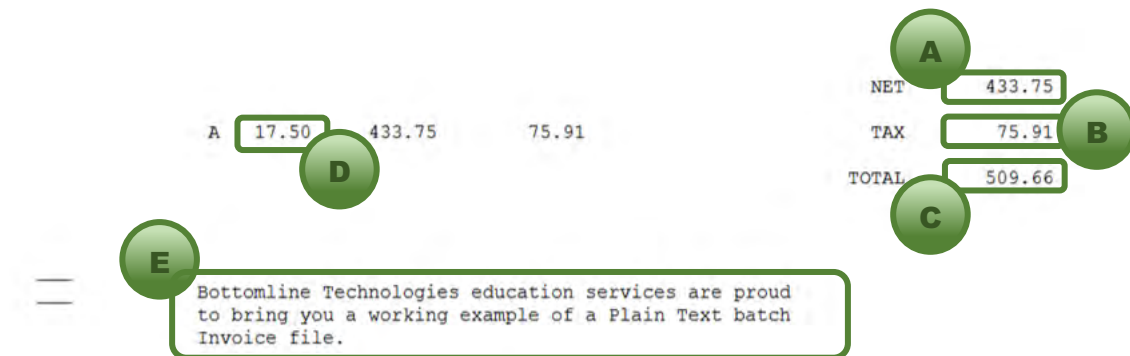 A
NET 433.75
A 17.50 433.75 75.91 TAX 75.91 B
D
TOTAL 509.66
C
E
Bottomline Technologies education services are proud
to bring you a working example of a Plain Text batch
Invoice file.